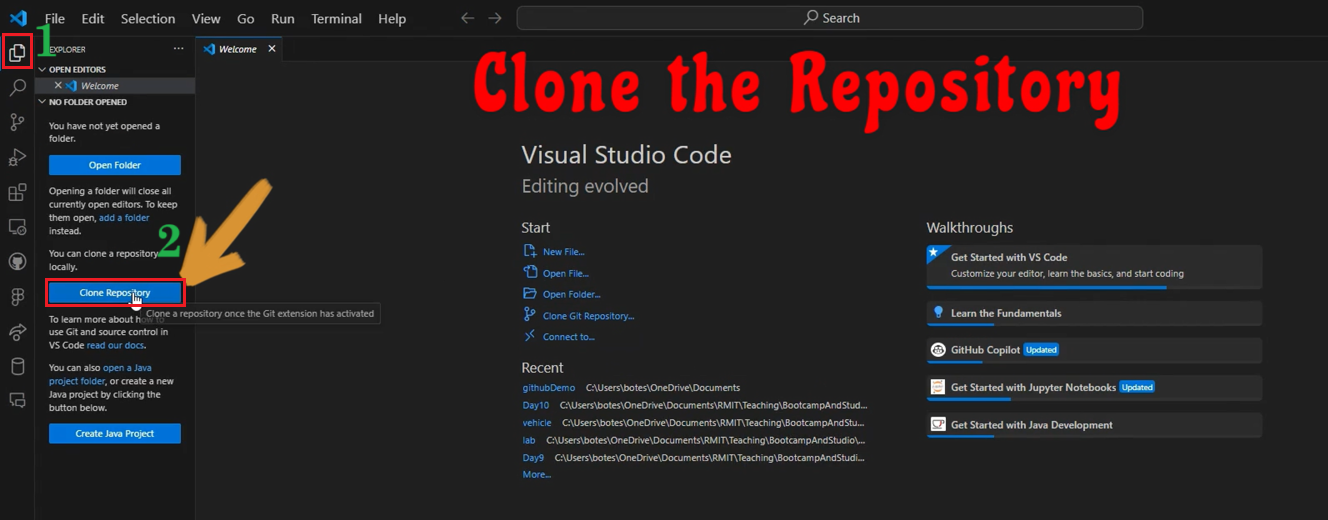 File Edit Selection View Go Run Terminal Help
Search
1
EXPLORER
Welcome
Clone the Repository
OPEN EDITORS
Welcome
NO FOLDER OPENED
You have not yet opened a
folder.
Open Folder
Opening a folder will close all
currently open editors. To keep
them open, add a folder
instead.
2
You can clone a repository
locally.
Clone Repository
Clone a repository once the Git extension has activated
To learn more about how to
use Git and source control in
VS Code read our docs.
You can also open a Java
project folder, or create a new
Java project by clicking the
button below.
Create Java Project
Visual Studio Code
Editing evolved
Start
New File...
Open File...
Open Folder...
Clone Git Repository...
Connect to...
Recent
githubDemo C:\Users\botes\OneDrive\Documents
Day10 C:\Users\botes\OneDrive\Documents\RMIT\Teaching\BootcampAndStud...
vehicle C:\Users\botes\OneDrive\Documents\RMIT\Teaching\BootcampAndStu...
lab C:\Users\botes\OneDrive\Documents\RMIT\Teaching\BootcampAndStudio\...
Day9 C:\Users\botes\OneDrive\Documents\RMIT\Teaching\BootcampAndStudi...
More...
Walkthroughs
Get Started with VS Code
Customize your editor, learn the basics, and start coding
Learn the Fundamentals
GitHub Copilot Updated
Get Started with Jupyter Notebooks Updated
Get Started with Java Development